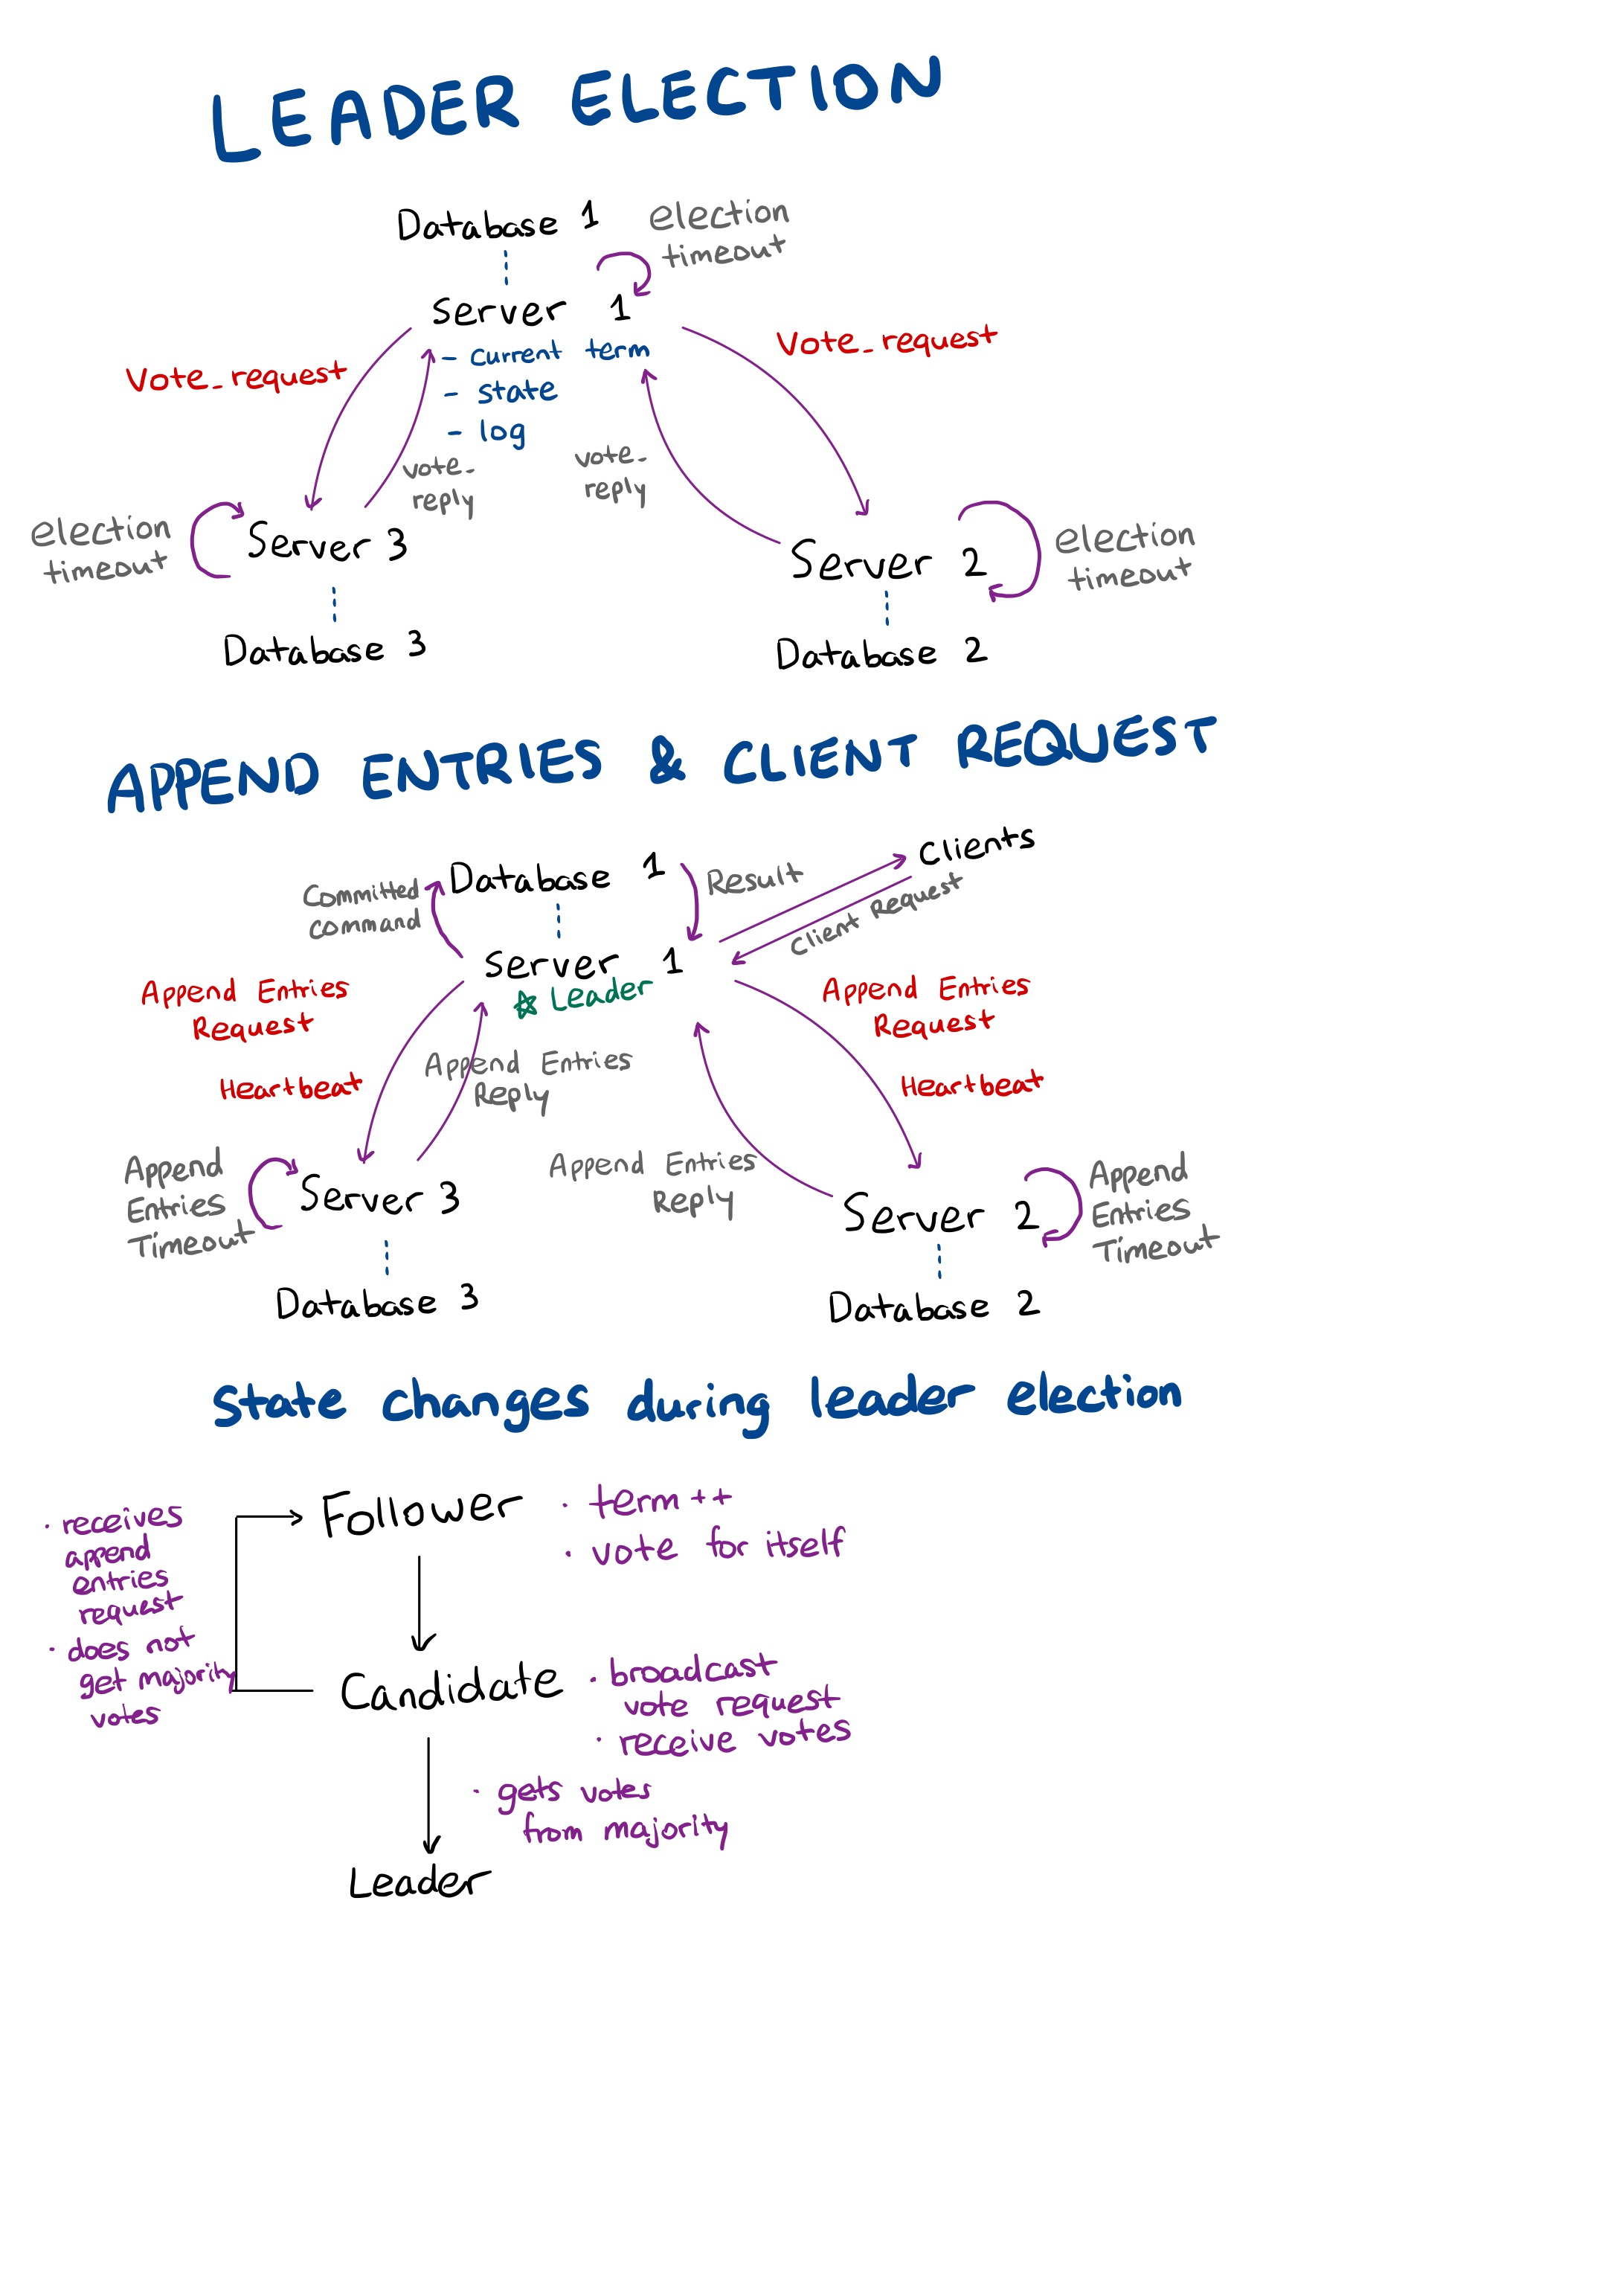 LEADER ELECTION
Database 1
election
timeout
Server 1
Vote_request
Vote_request
- current term
- state
- log
vote_
reply
vote_
reply
election
timeout
Server 3
Server 2
election
timeout
Database 3
Database 2
APPEND ENTRIES & CLIENT REQUEST
Clients
Database 1
Result
Committed
command
Client Request
Server 1
Leader
Append Entries
Request
Append Entries
Request
Heartbeat
Append Entries
Reply
Heartbeat
Append
Entries
Timeout
Server 3
Append Entries
Reply
Server 2
Append
Entries
Timeout
Database 3
Database 2
State changes during leader election
Follower
· term ++
· vote for itself
· receives
append
entries
request
· does not
get majority
votes
Candidate
· broadcast
vote request
· receive votes
· gets votes
from majority
Leader